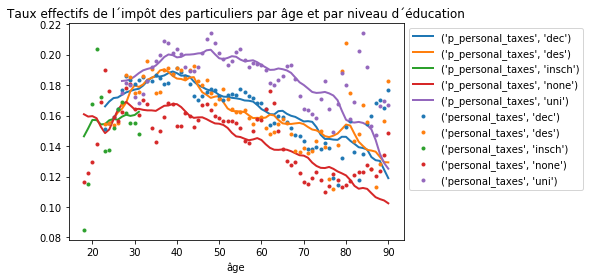 Taux effectifs de l´impôt des particuliers par âge et par niveau d´éducation
0.22
0.20
0.18
0.16
0.14
0.12
0.10
0.08
20 30 40 50 60 70 80 90
âge
('p_personal_taxes', 'dec')
('p_personal_taxes', 'des')
('p_personal_taxes', 'insch')
('p_personal_taxes', 'none')
('p_personal_taxes', 'uni')
('personal_taxes', 'dec')
('personal_taxes', 'des')
('personal_taxes', 'insch')
('personal_taxes', 'none')
('personal_taxes', 'uni')